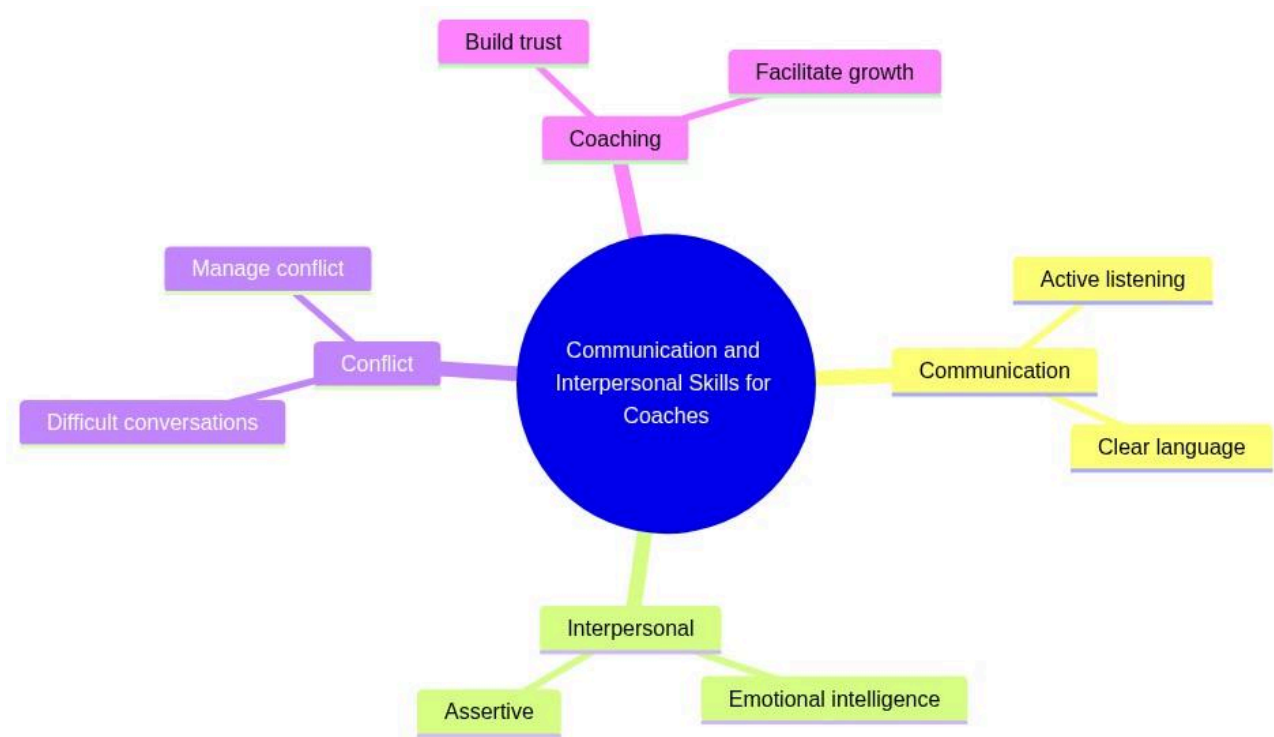 Build trust
Facilitate growth
Coaching
Manage conflict
Conflict
Difficult conversations
Communication and
Interpersonal Skills for
Coaches
Active listening
Communication
Clear language
Interpersonal
Assertive
Emotional intelligence